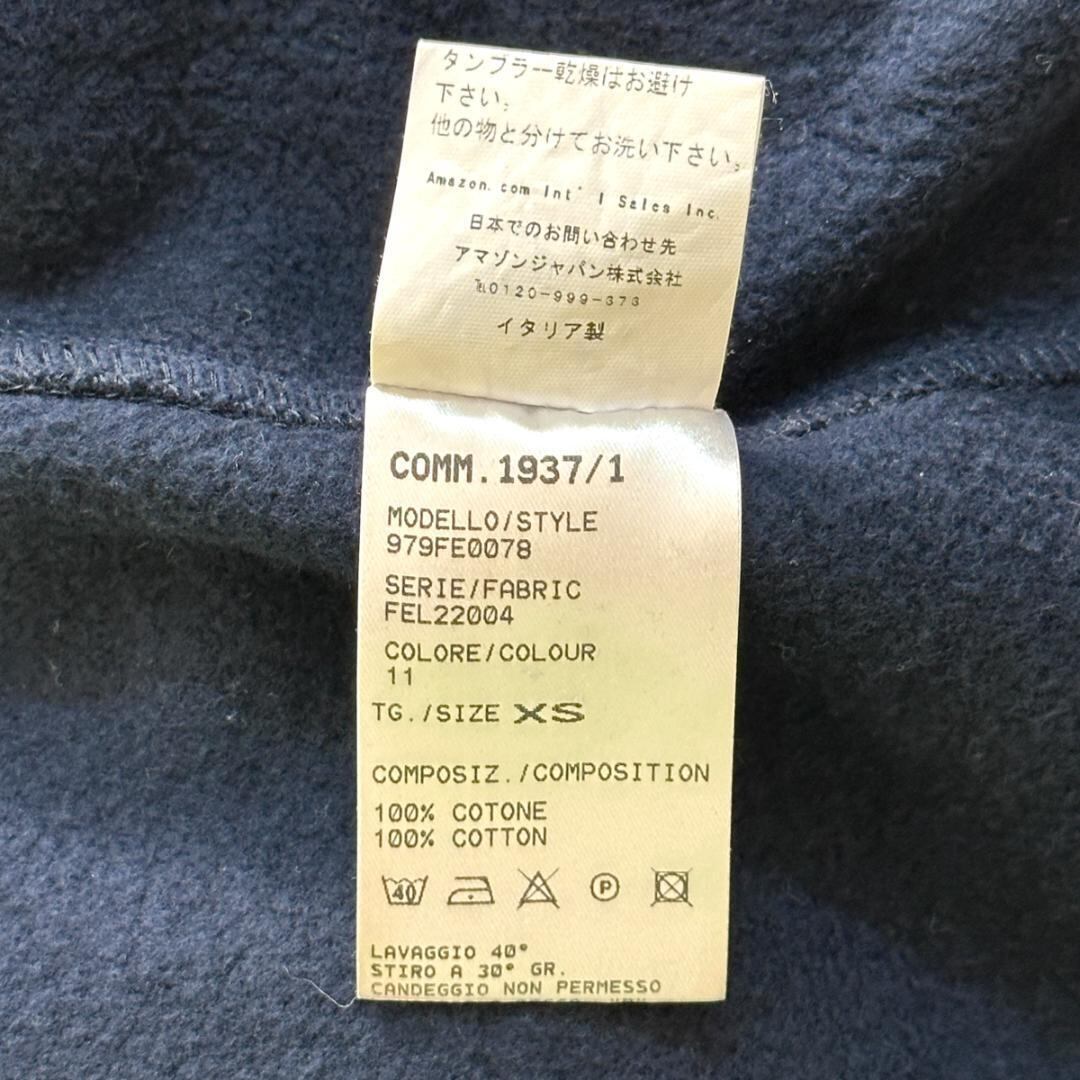 タンブラー乾燥はお避け
下さい。
他の物と分けてお洗い下さい。
Amazon.com Int'l Sales Inc.
日本でのお問い合わせ先
アマゾンジャパン株式会社
℡0120-999-373
イタリア製
COMM.1937/1
MODELLO/STYLE
979FE0078
SERIE/FABRIC
FEL22004
COLORE/COLOUR
11
TG./SIZE XS
COMPOSIZ./COMPOSITION
100% COTONE
100% COTTON
40
P
LAVAGGIO 40°
STIRO A 30° GR.
CANDEGGIO NON PERMESSO